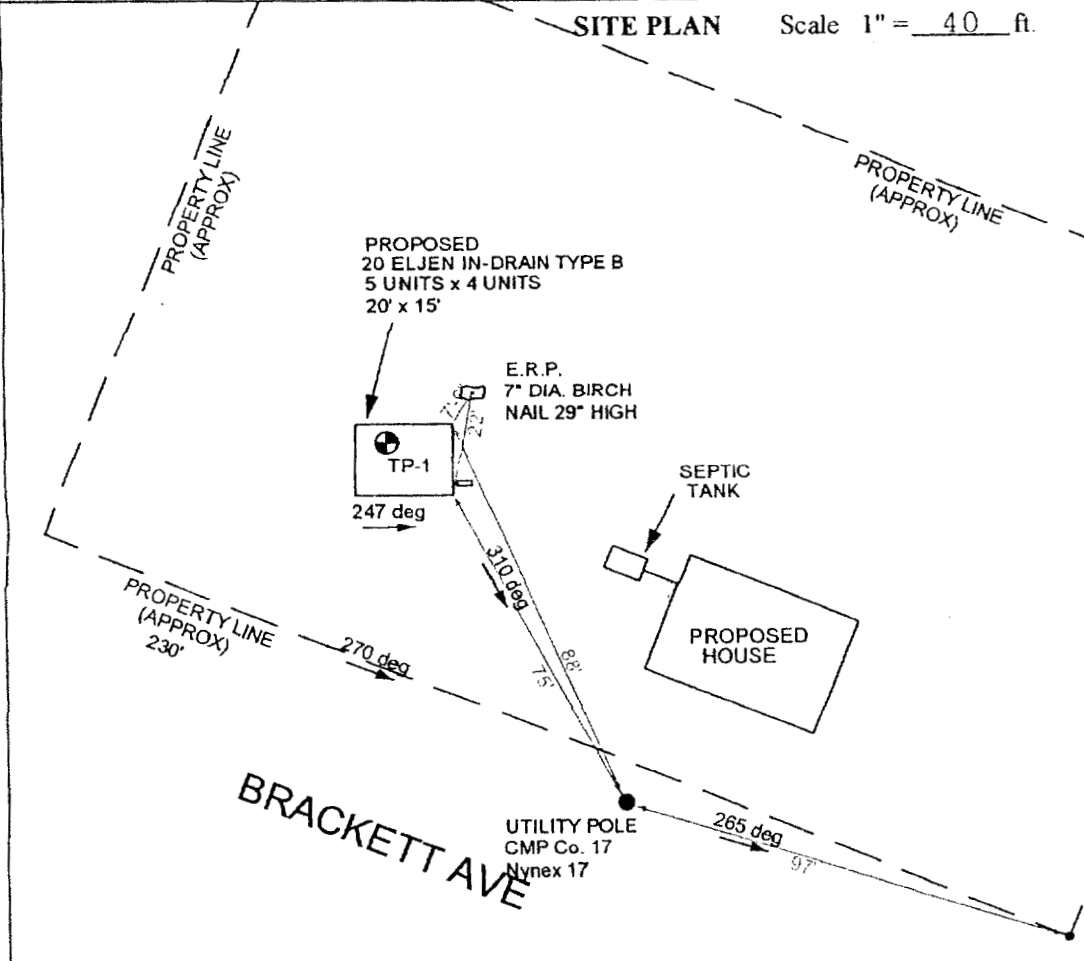 SITE PLAN Scale 1" = 40 ft.
PROPERTY LINE
(APPROX)
PROPERTY LINE
(APPROX)
PROPOSED
20 ELJEN IN-DRAIN TYPE B
5 UNITS x 4 UNITS
20' x 15'
E.R.P.
7" DIA. BIRCH
NAIL 29" HIGH
22'
TP-1
247 deg
SEPTIC
TANK
310 deg
PROPOSED
HOUSE
PROPERTY LINE
(APPROX)
230'
270 deg
88'
75'
BRACKETT AVE
UTILITY POLE
CMP Co. 17
Nynex 17
265 deg
97'